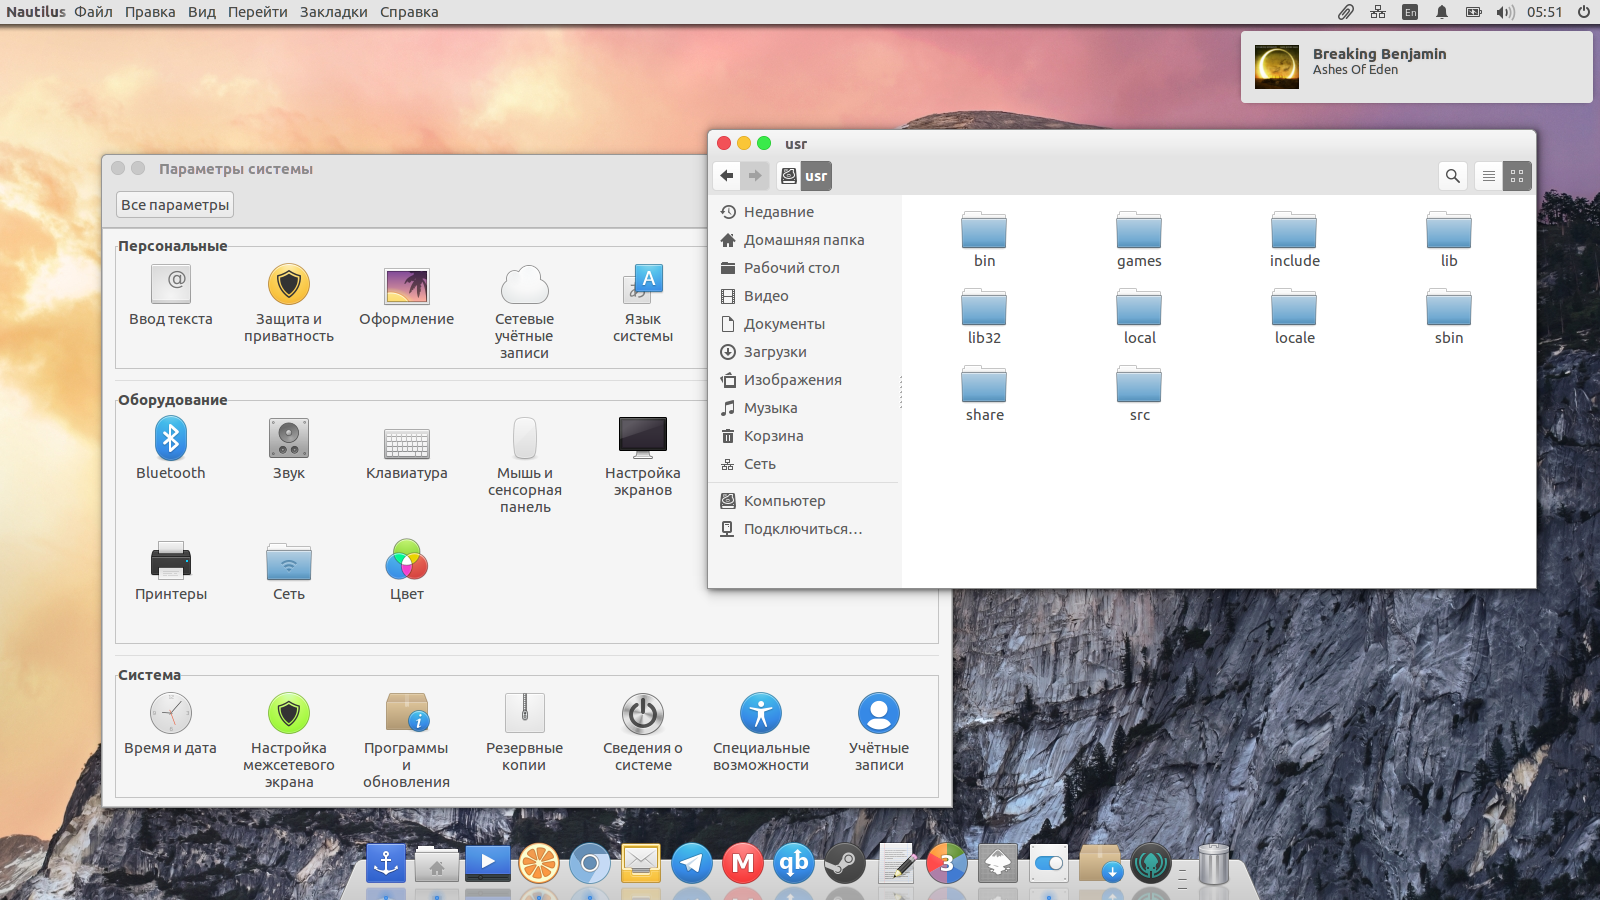 Nautilus Файл Правка Вид Перейти Закладки Справка
En 05:51
Breaking Benjamin
Ashes Of Eden
Параметры системы
Все параметры
Персональные
Ввод текста
Защита и
приватность
Оформление
Сетевые
учётные
записи
Язык
системы
Оборудование
Bluetooth
Звук
Клавиатура
Мышь и
сенсорная
панель
Настройка
экранов
Принтеры
Сеть
Цвет
Система
Время и дата
Настройка
межсетевого
экрана
Программы
и
обновления
Резервные
копии
Сведения о
системе
Специальные
возможности
Учётные
записи
usr
usr
Недавние
Домашняя папка
Рабочий стол
Видео
Документы
Загрузки
Изображения
Музыка
Корзина
Сеть
Компьютер
Подключиться…
bin games include lib
lib32 local locale sbin
share src
M qb 3